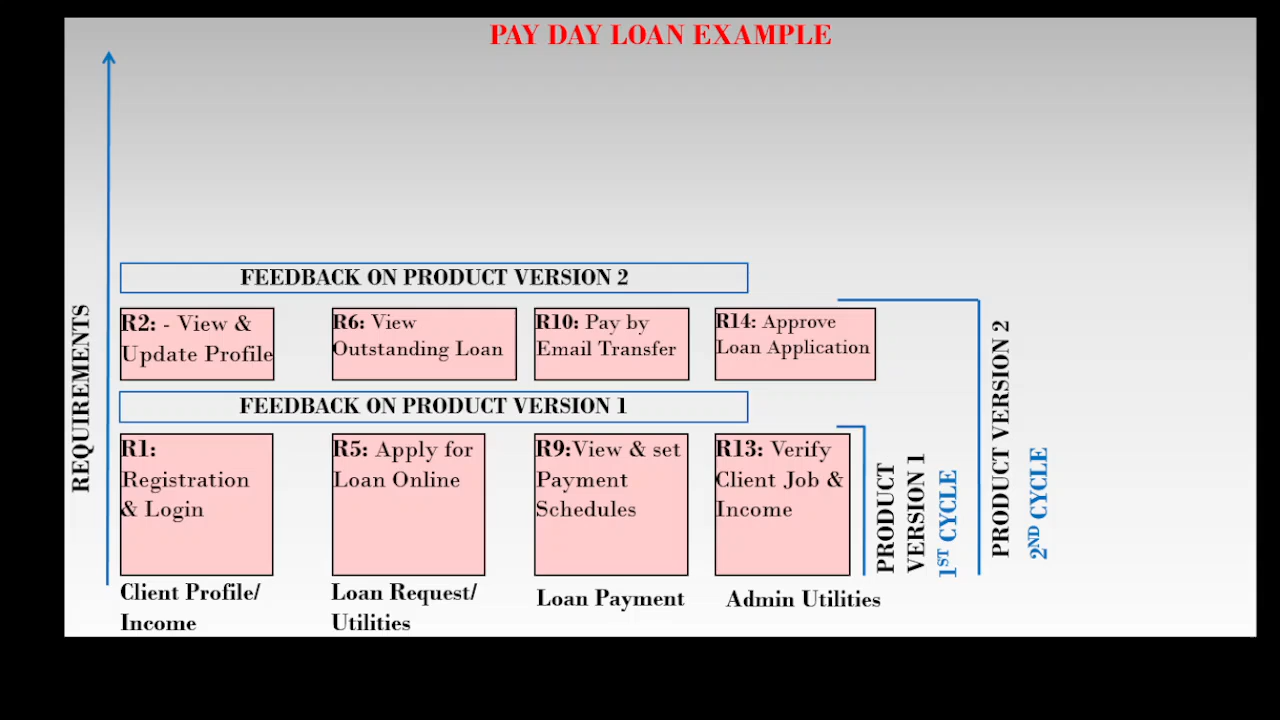 PAY DAY LOAN EXAMPLE
REQUIREMENTS
FEEDBACK ON PRODUCT VERSION 2
R2: - View &
Update Profile
R6: View
Outstanding Loan
R10: Pay by
Email Transfer
R14: Approve
Loan Application
FEEDBACK ON PRODUCT VERSION 1
R1:
Registration
& Login
R5: Apply for
Loan Online
R9:View & set
Payment
Schedules
R13: Verify
Client Job &
Income
PRODUCT
VERSION 1
1ST CYCLE
PRODUCT VERSION 2
2ND CYCLE
Client Profile/
Income
Loan Request/
Utilities
Loan Payment
Admin Utilities